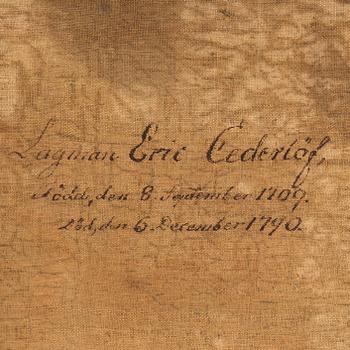 Lagman Eric Cederlöf,
Född, den 8. September 1709.
Död, den 6. December 1790.